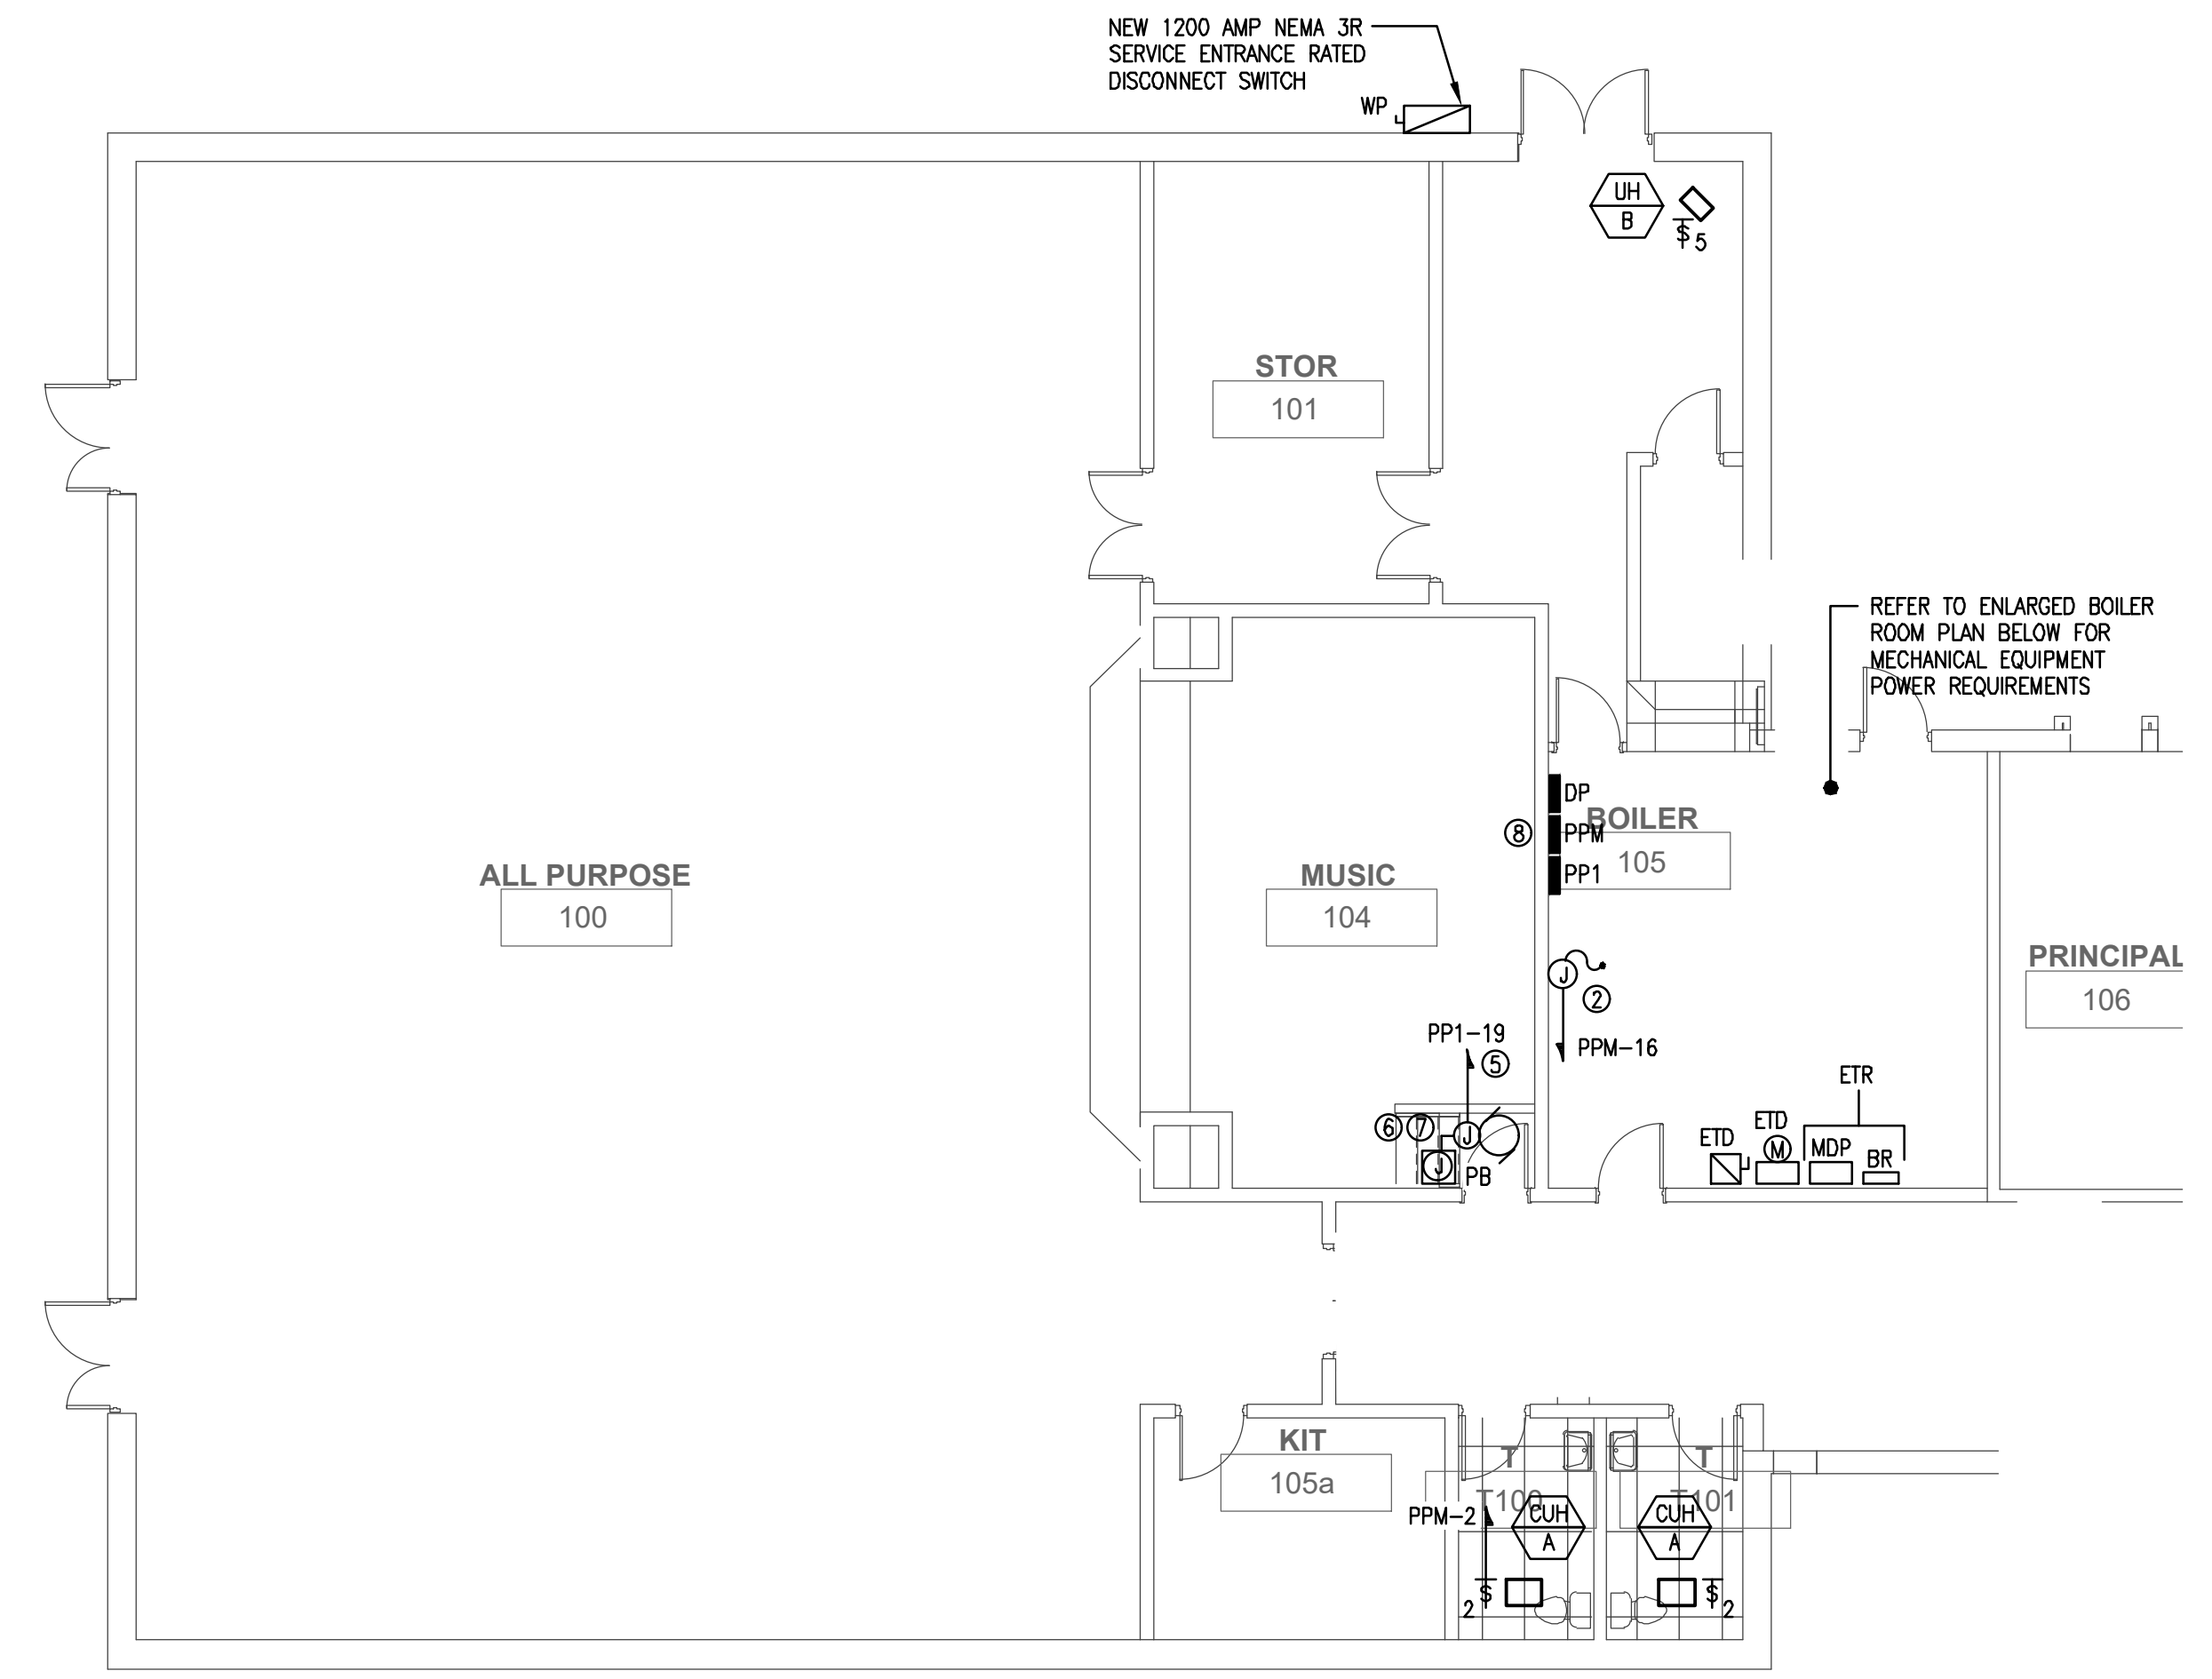 NEW 1200 AMP NEMA 3R
SERVICE ENTRANCE RATED
DISCONNECT SWITCH
WP
UH
B
$ 5
STOR
101
REFER TO ENLARGED BOILER
ROOM PLAN BELOW FOR
MECHANICAL EQUIPMENT
POWER REQUIREMENTS
DP
BOILER
8
PPM
105
PP1
ALL PURPOSE
100
MUSIC
104
PRINCIPAL
106
J
2
PP1-19
5
PPM-16
ETR
ETD
ETD
6
7
J
M
MDP
BR
J
PB
KIT
105a
T
T100
T
T101
PPM-2
CUH
A
CUH
A
$
2
$
2